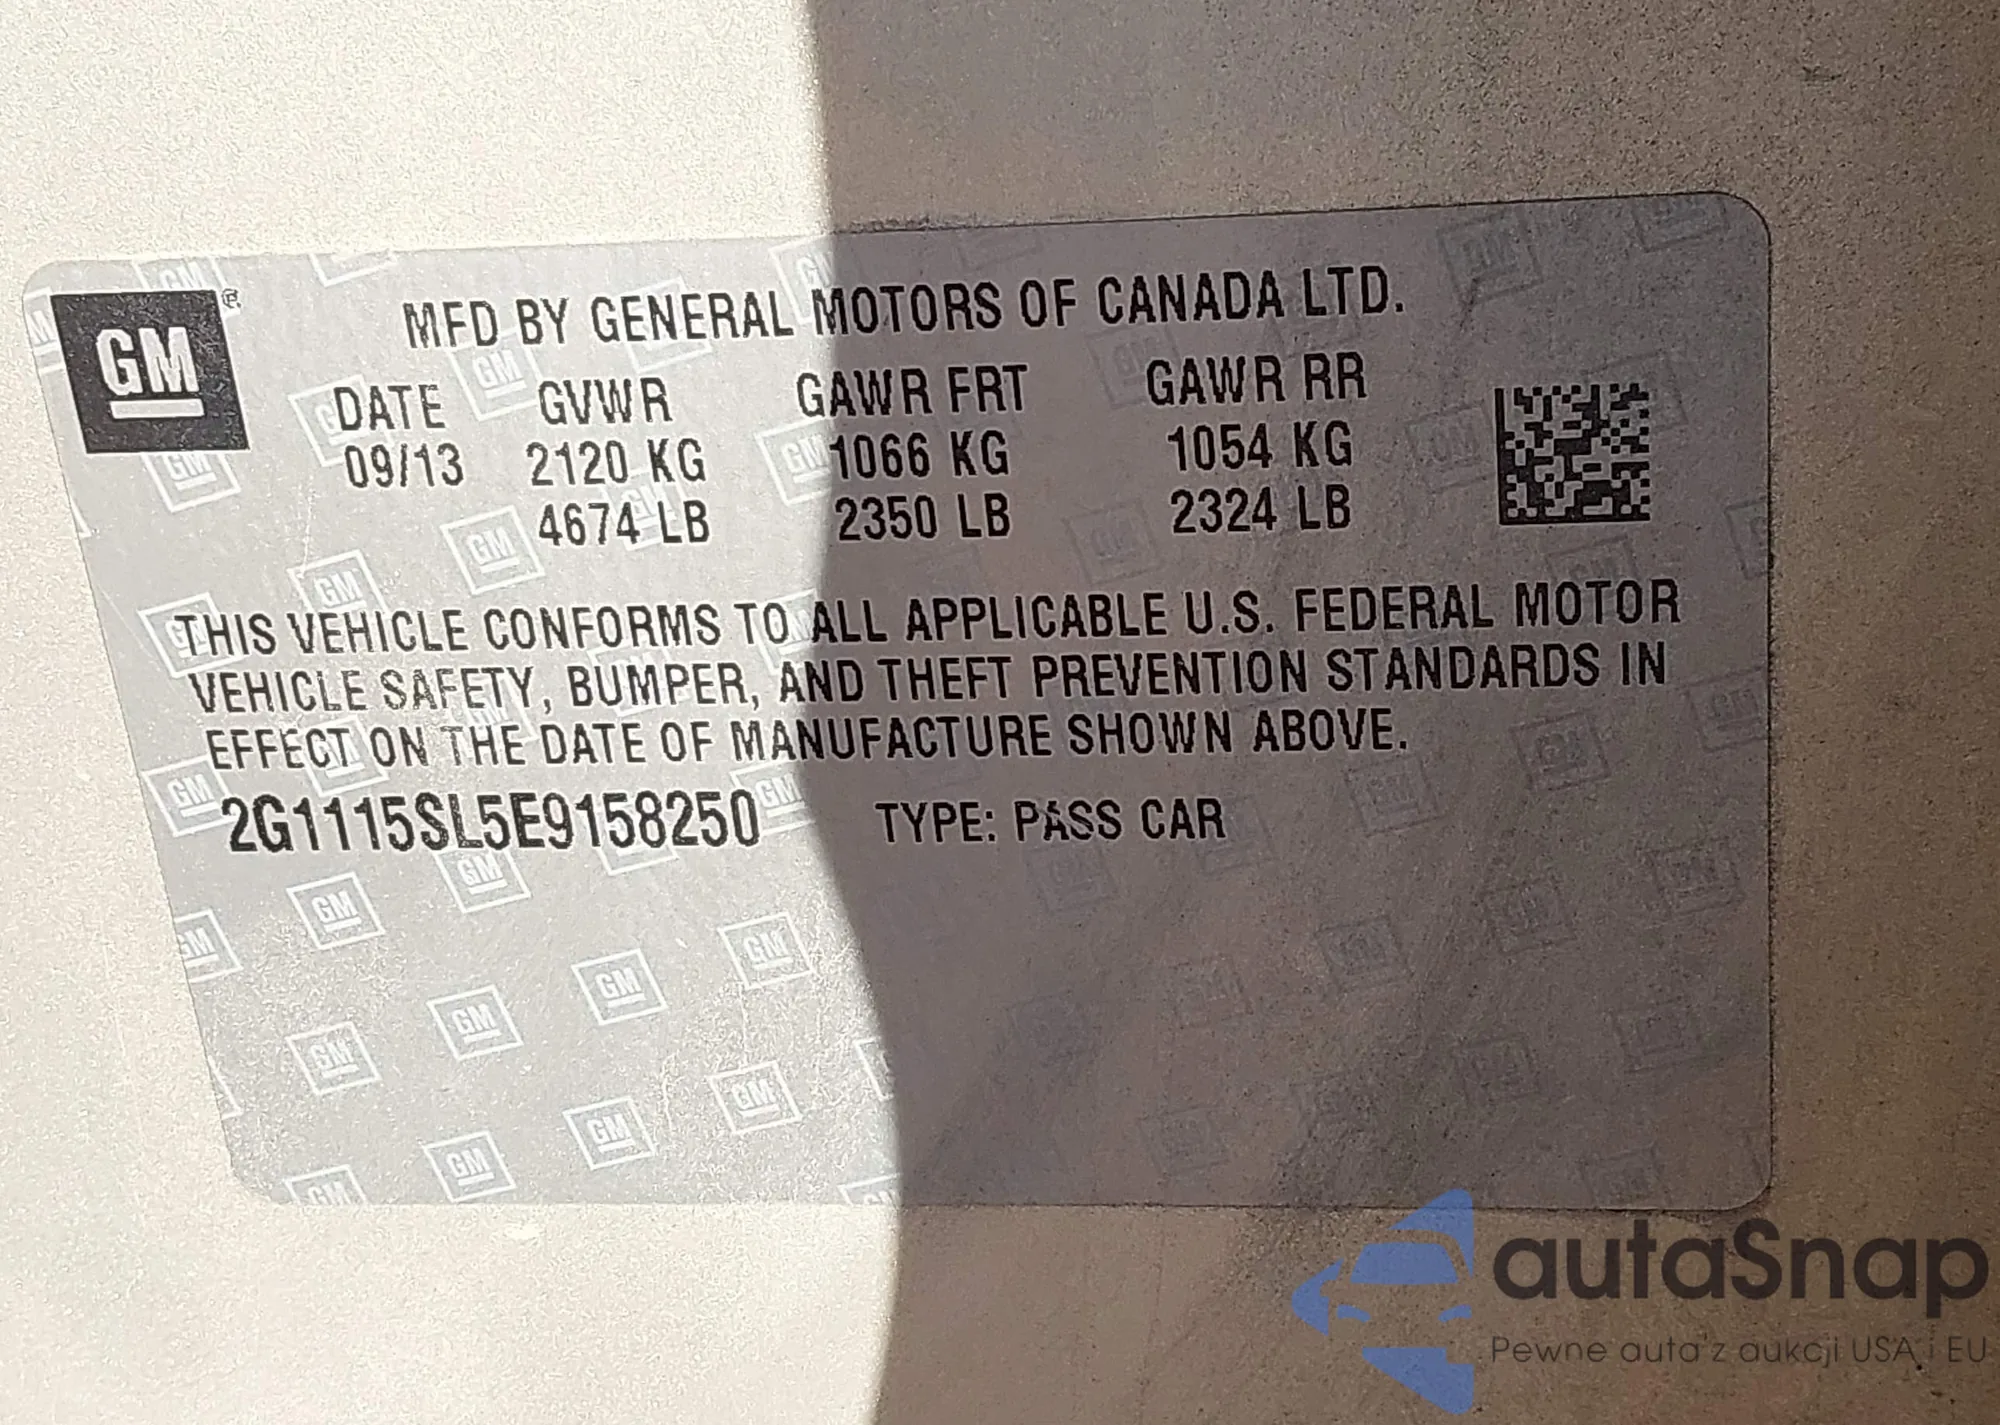 GM
MFD BY GENERAL MOTORS OF CANADA LTD.
DATE GVWR GAWR FRT GAWR RR
09/13 2120 KG 1066 KG 1054 KG
4674 LB 2350 LB 2324 LB
THIS VEHICLE CONFORMS TO ALL APPLICABLE U.S. FEDERAL MOTOR
VEHICLE SAFETY, BUMPER, AND THEFT PREVENTION STANDARDS IN
EFFECT ON THE DATE OF MANUFACTURE SHOWN ABOVE.
2G1115SL5E9158250 TYPE: PASS CAR
autaSnap
Pewne auta z aukcji USA i EU